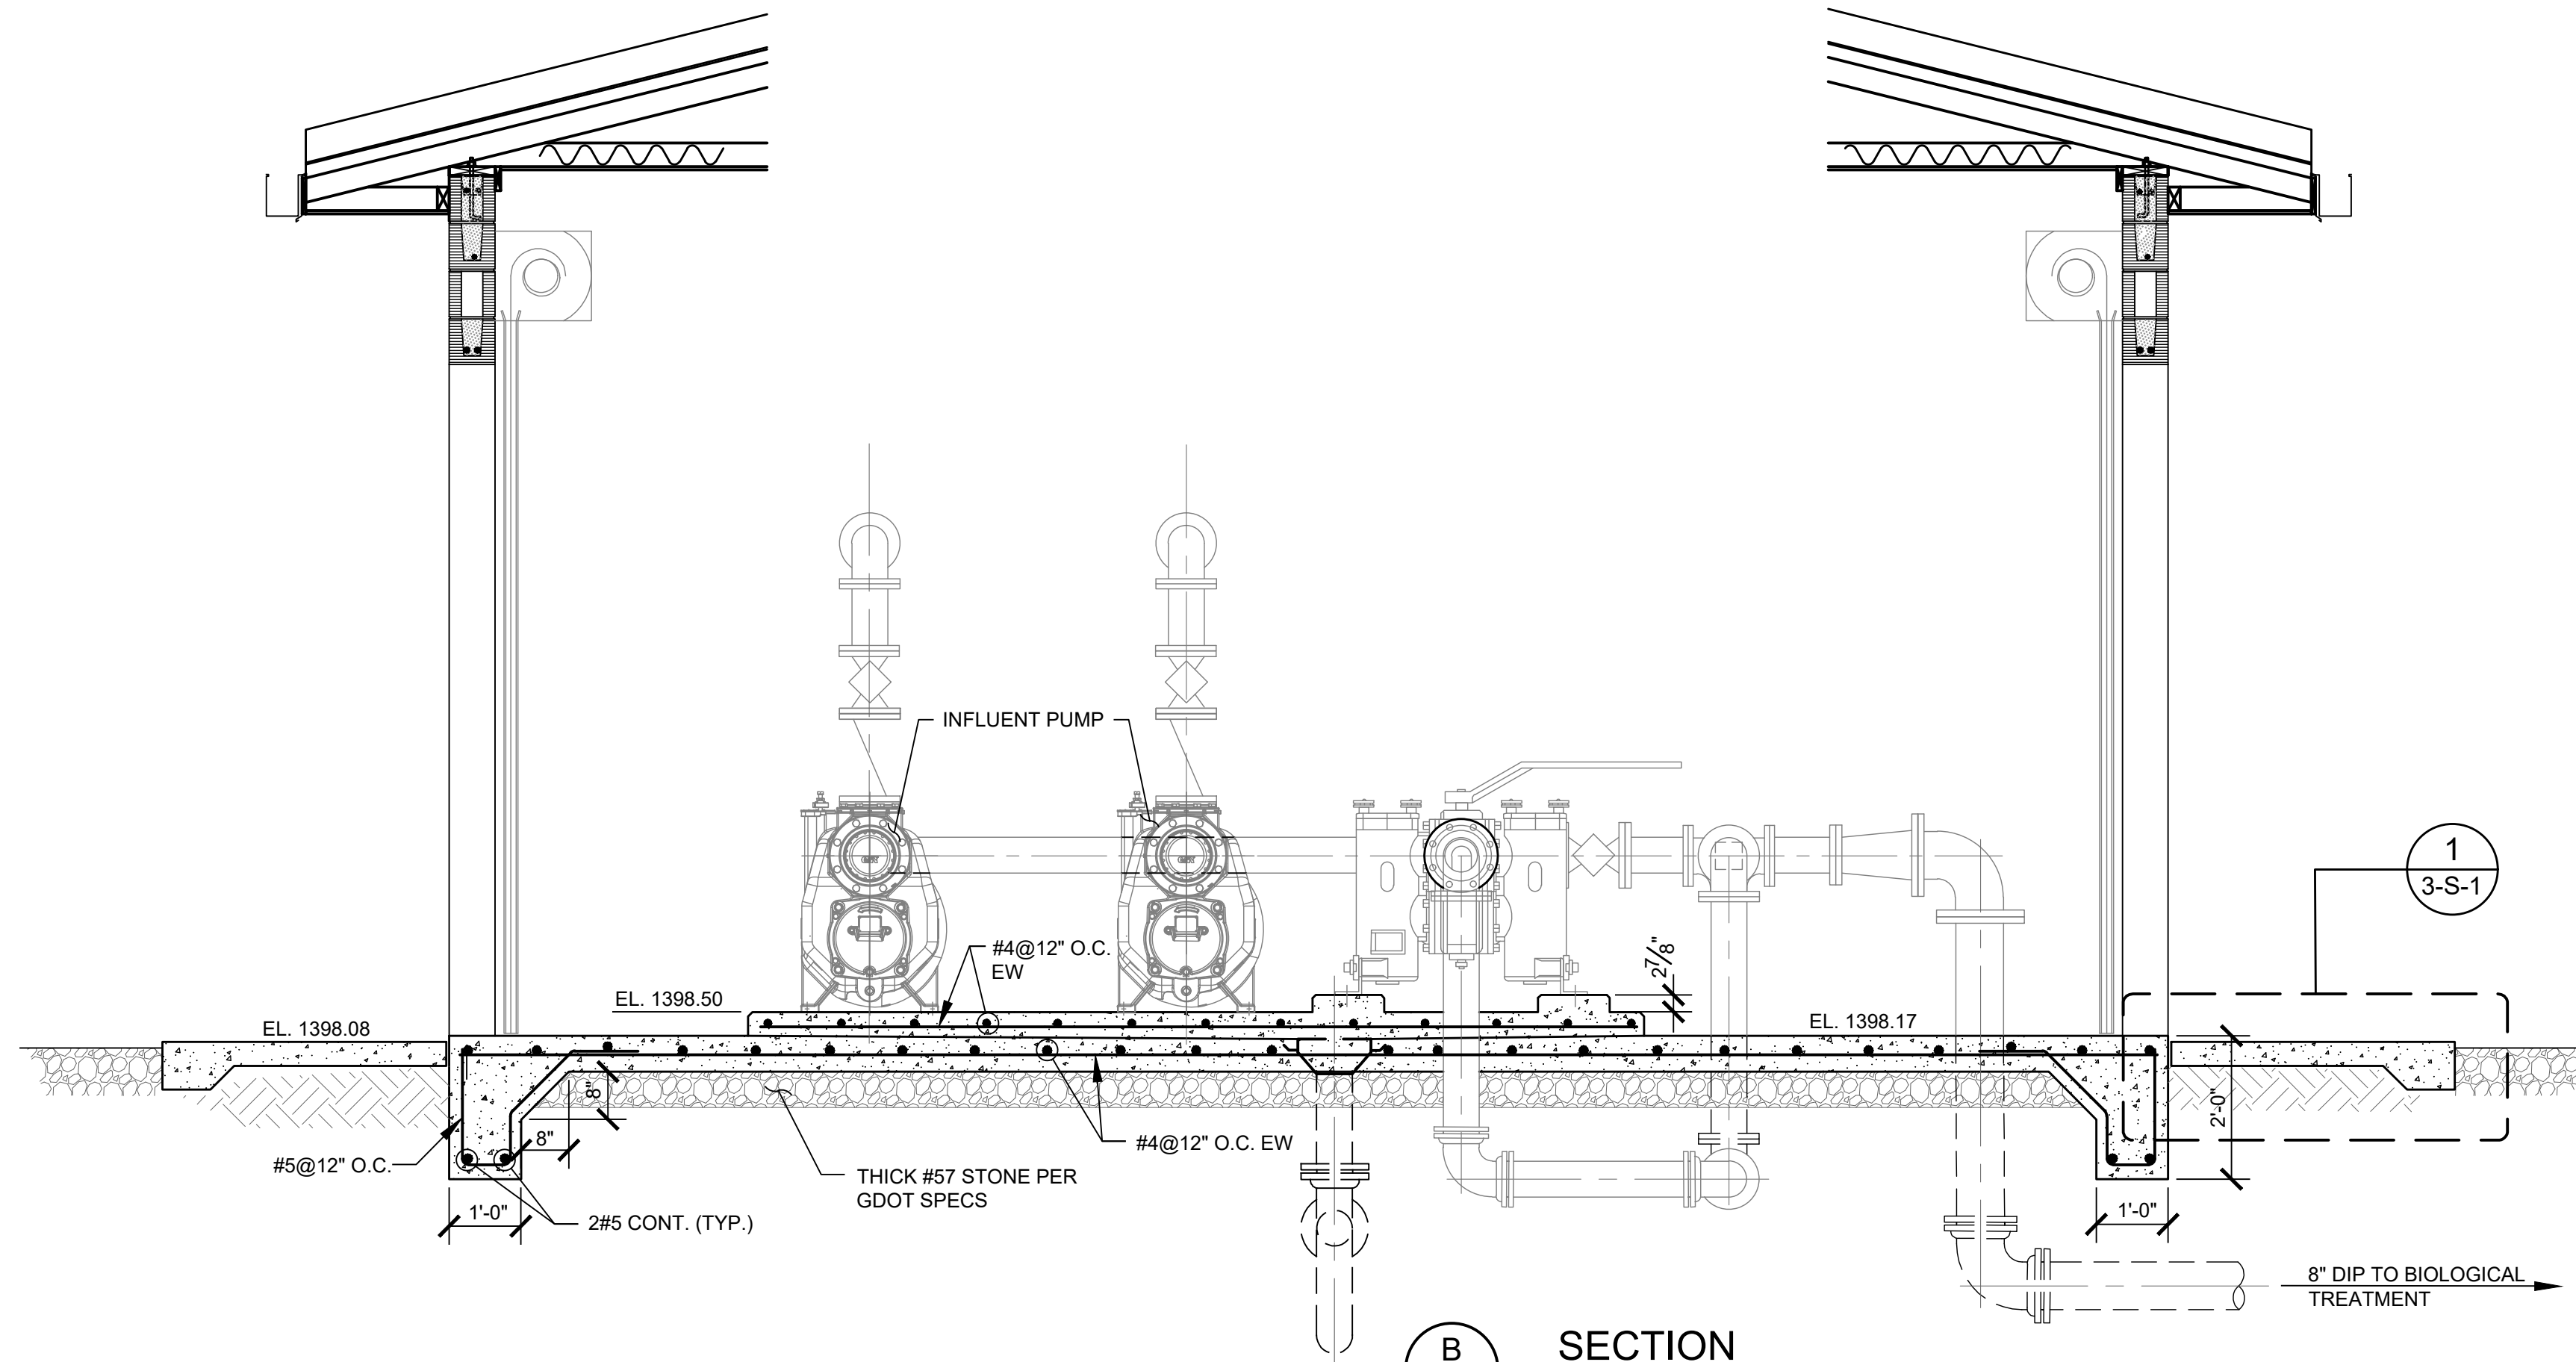 INFLUENT PUMP
1
3-S-1
#4@12" O.C.
EW
2⅞"
EL. 1398.50
EL. 1398.08
EL. 1398.17
8"
8"
2'-0"
#5@12" O.C.
#4@12" O.C. EW
THICK #57 STONE PER
GDOT SPECS
1'-0"
2#5 CONT. (TYP.)
1'-0"
8" DIP TO BIOLOGICAL
TREATMENT
B
SECTION